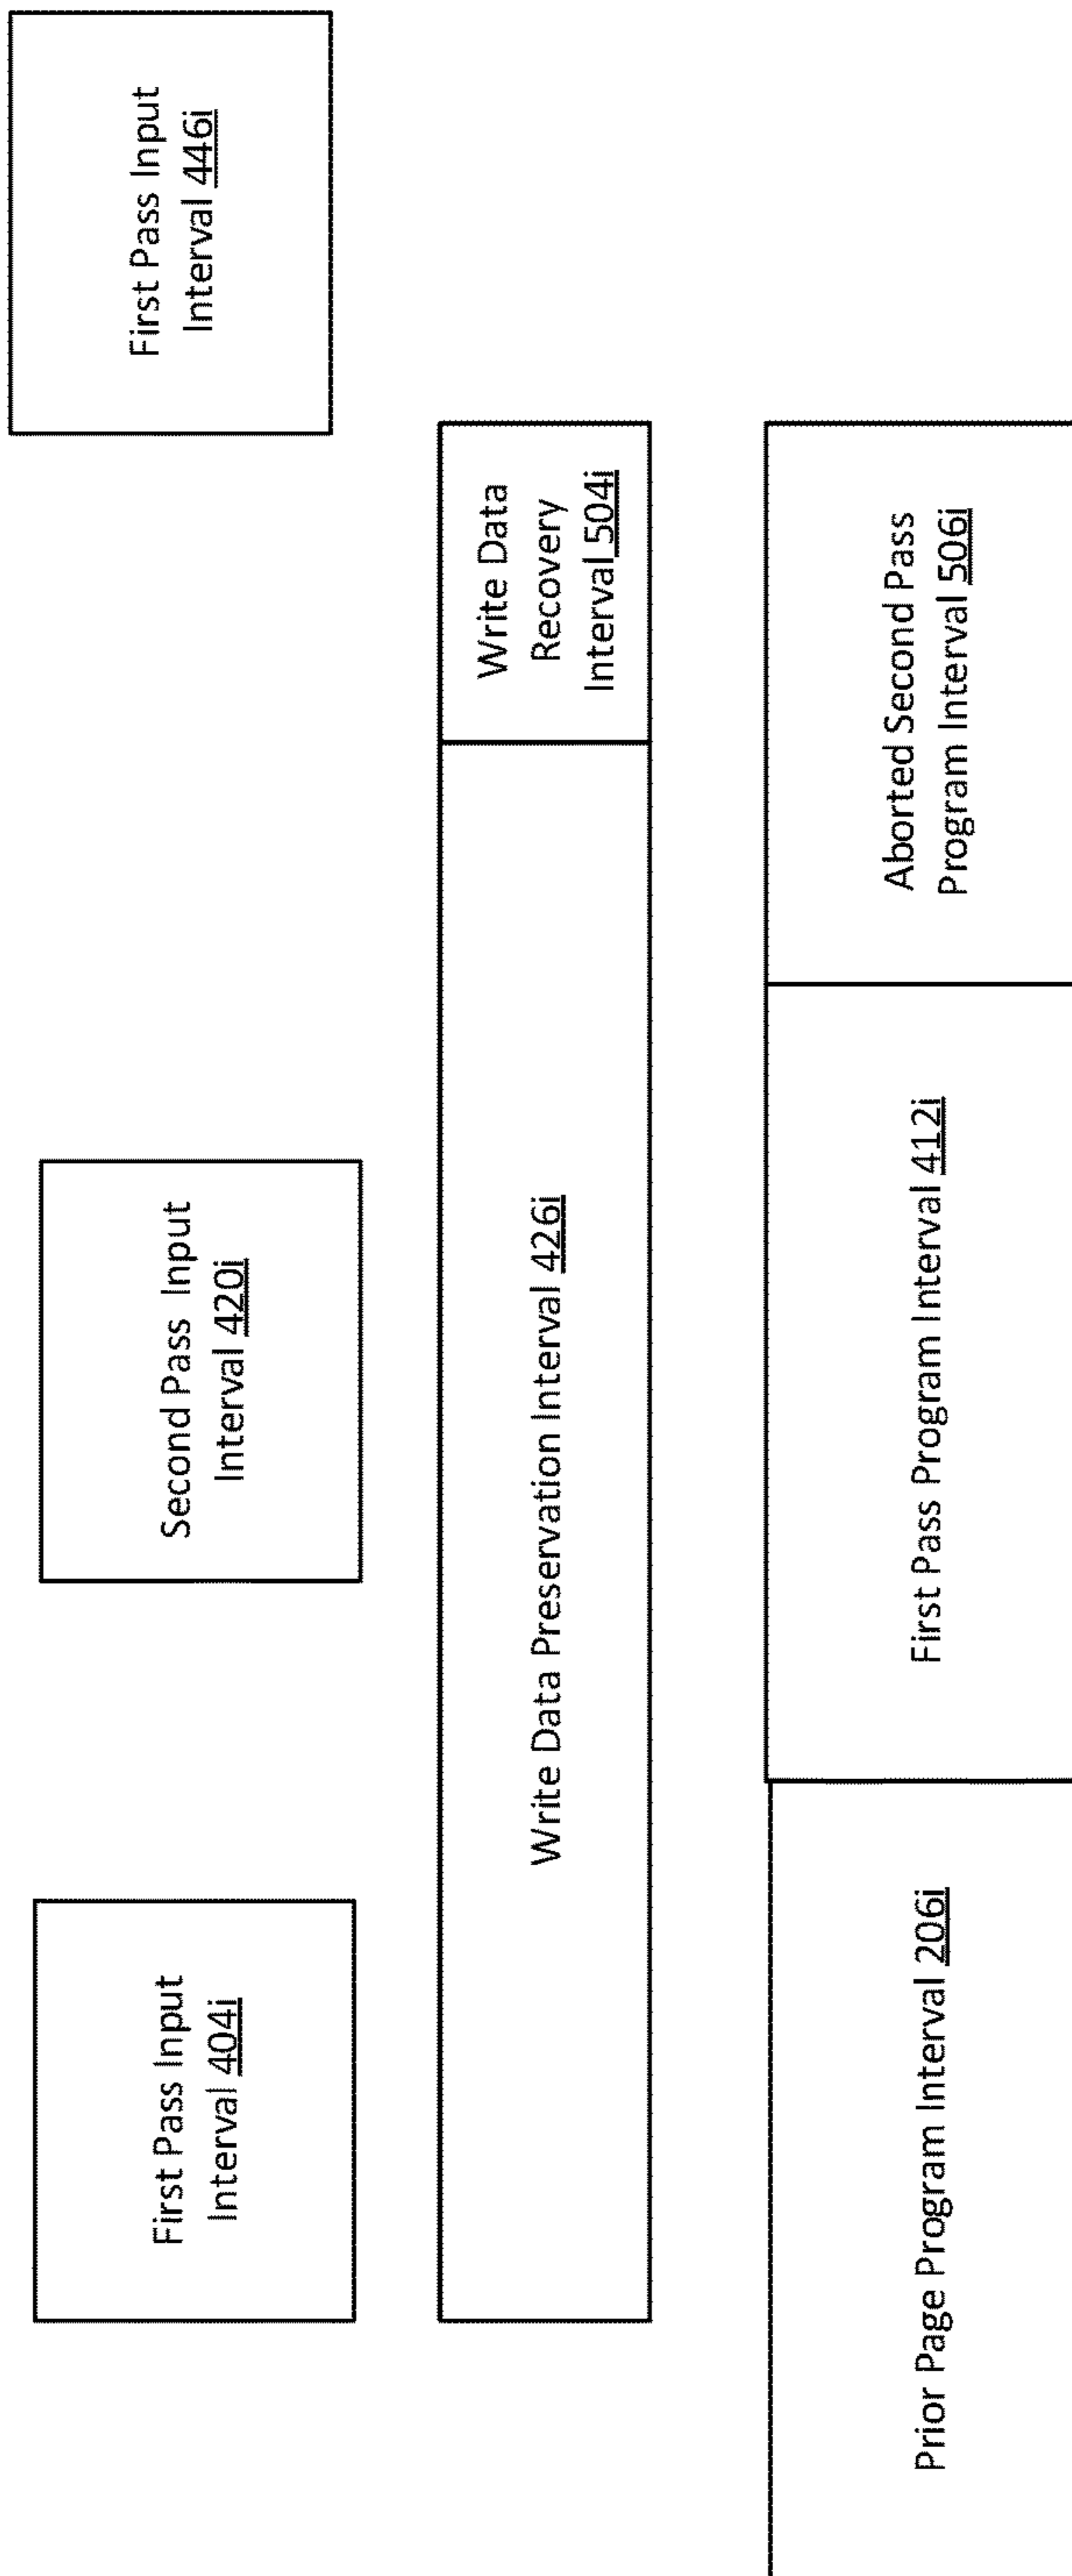 First Pass Input
Interval 404i
Second Pass Input
Interval 420i
First Pass Input
Interval 446i
Write Data Preservation Interval 426i
Write Data
Recovery
Interval 504i
Prior Page Program Interval 206i
First Pass Program Interval 412i
Aborted Second Pass
Program Interval 506i